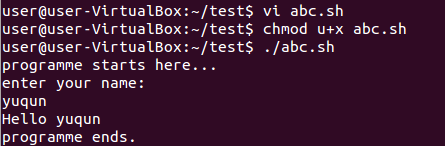 user@user-VirtualBox:~/test$ vi abc.sh
user@user-VirtualBox:~/test$ chmod u+x abc.sh
user@user-VirtualBox:~/test$ ./abc.sh
programme starts here...
enter your name:
yuqun
Hello yuqun
programme ends.